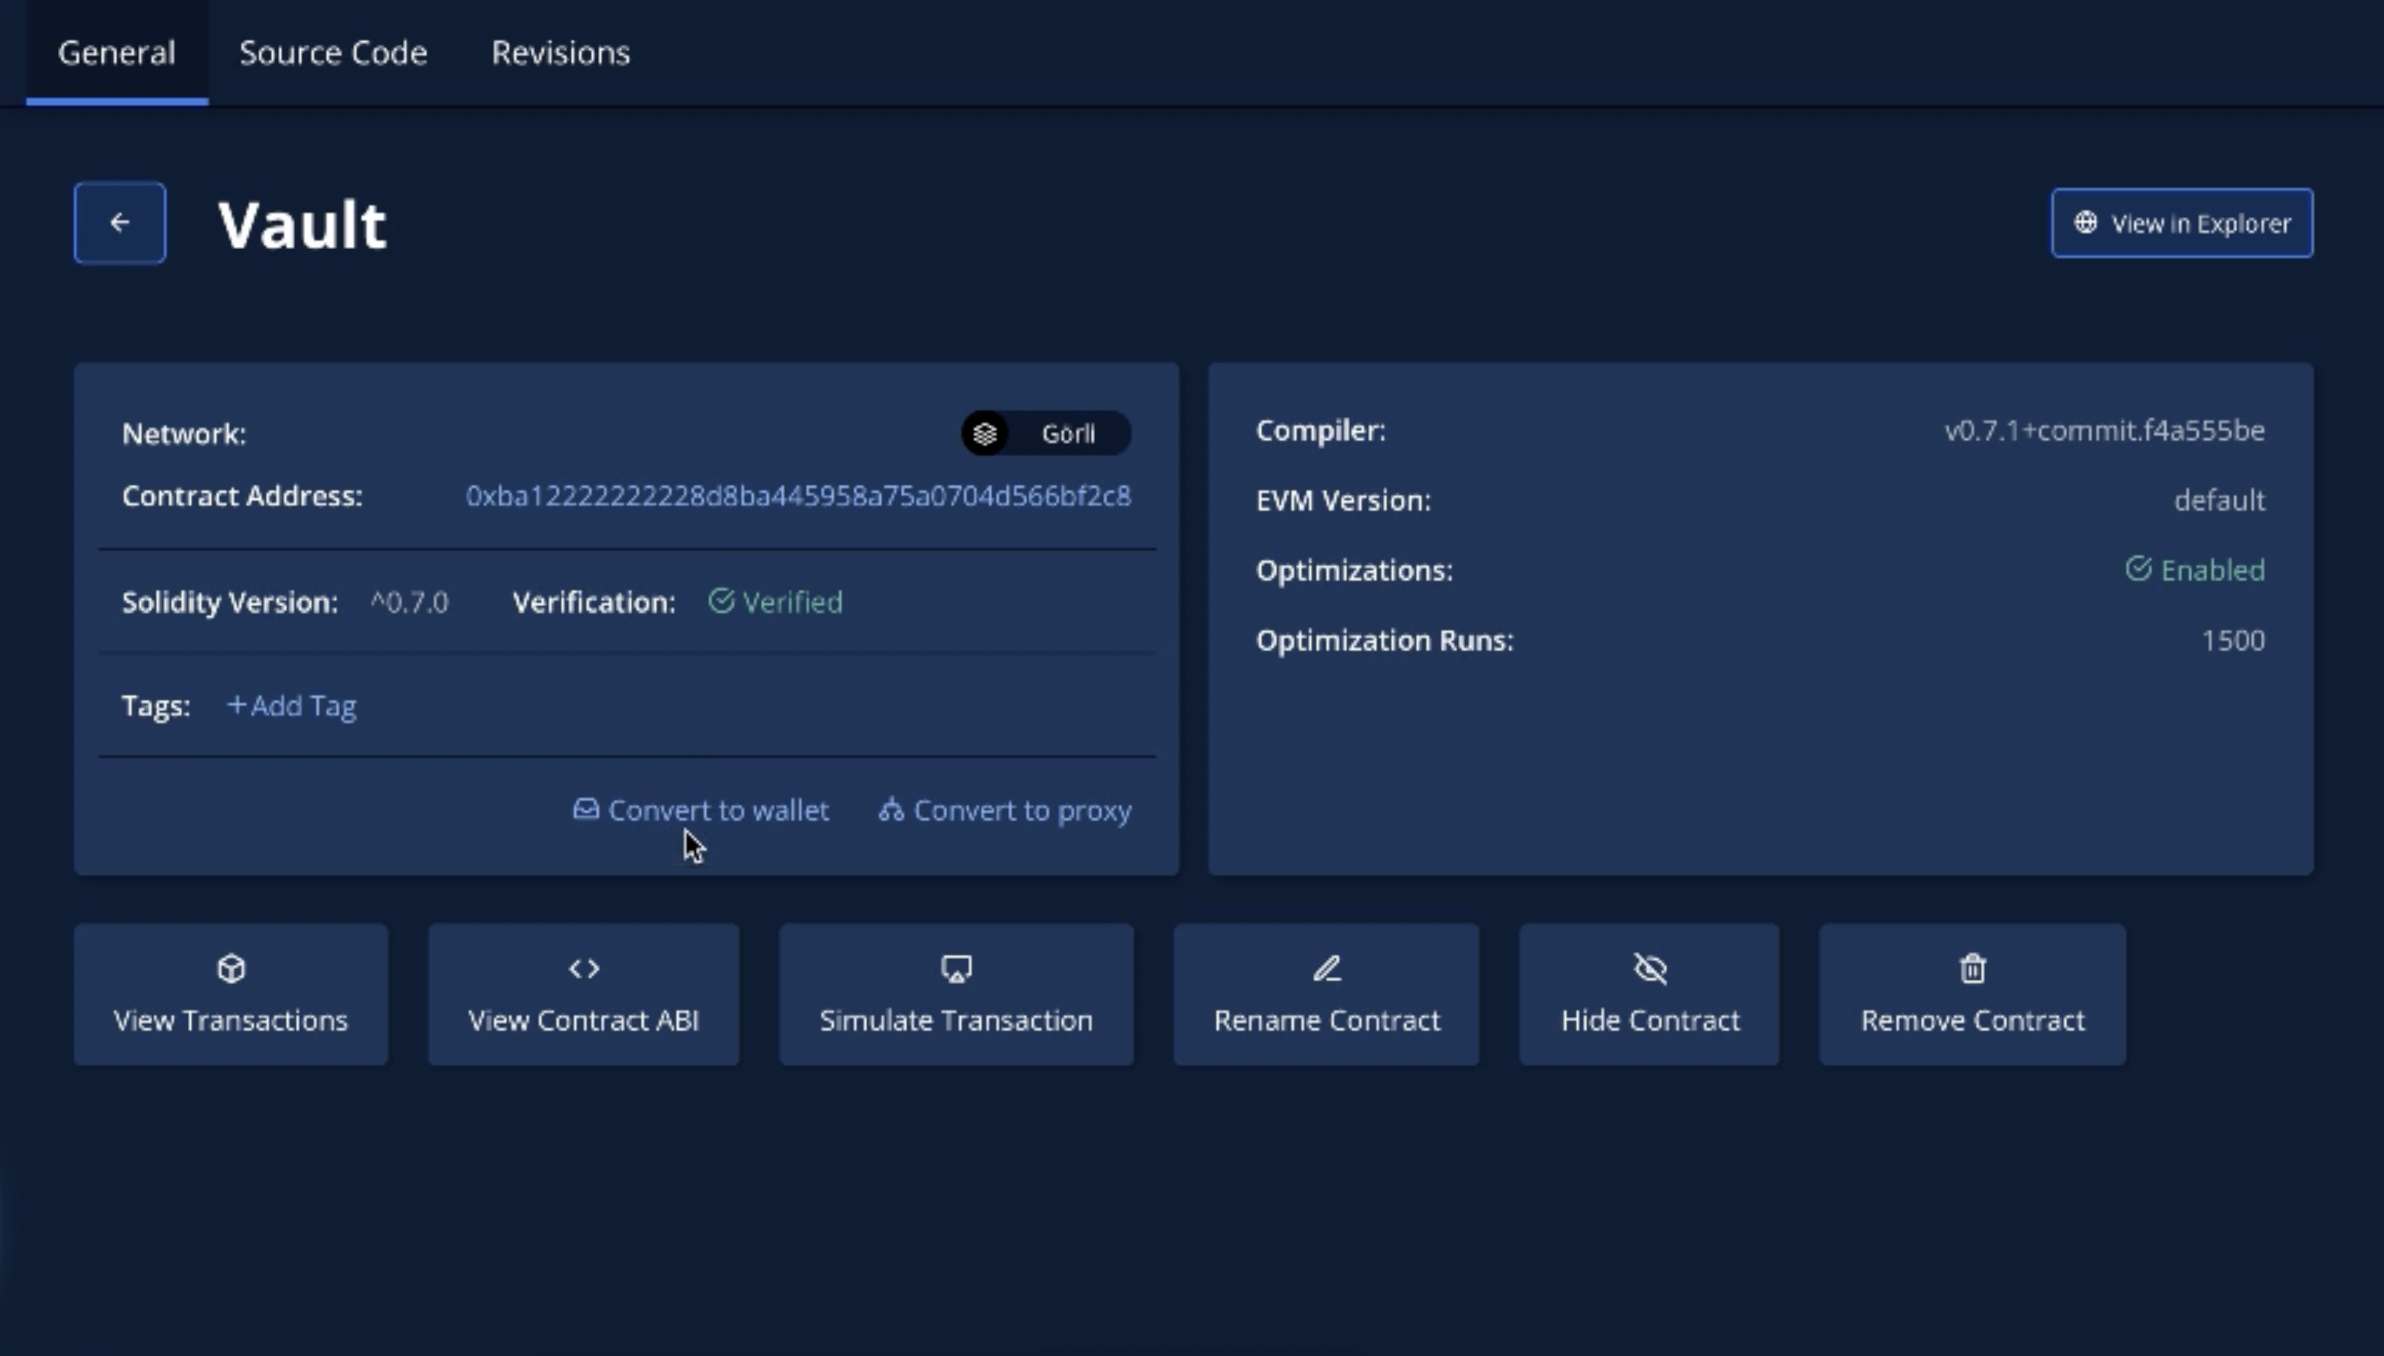 General
Source Code
Revisions
Vault
View in Explorer
Network:
Görli
Contract Address:
0xba12222222228d8ba445958a75a0704d566bf2c8
Solidity Version:
^0.7.0
Verification:
Verified
Tags:
+Add Tag
Convert to wallet
Convert to proxy
Compiler:
v0.7.1+commit.f4a555be
EVM Version:
default
Optimizations:
Enabled
Optimization Runs:
1500
View Transactions
View Contract ABI
Simulate Transaction
Rename Contract
Hide Contract
Remove Contract